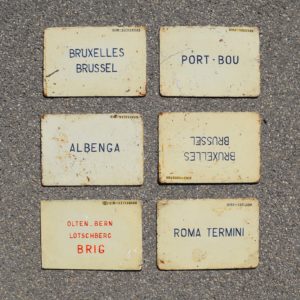 BRUXELLES
BRUSSEL
PORT-BOU
ALBENGA
BRUXELLES
BRUSSEL
OLTEN_BERN
LOTSCHBERG
BRIG
ROMA TERMINI